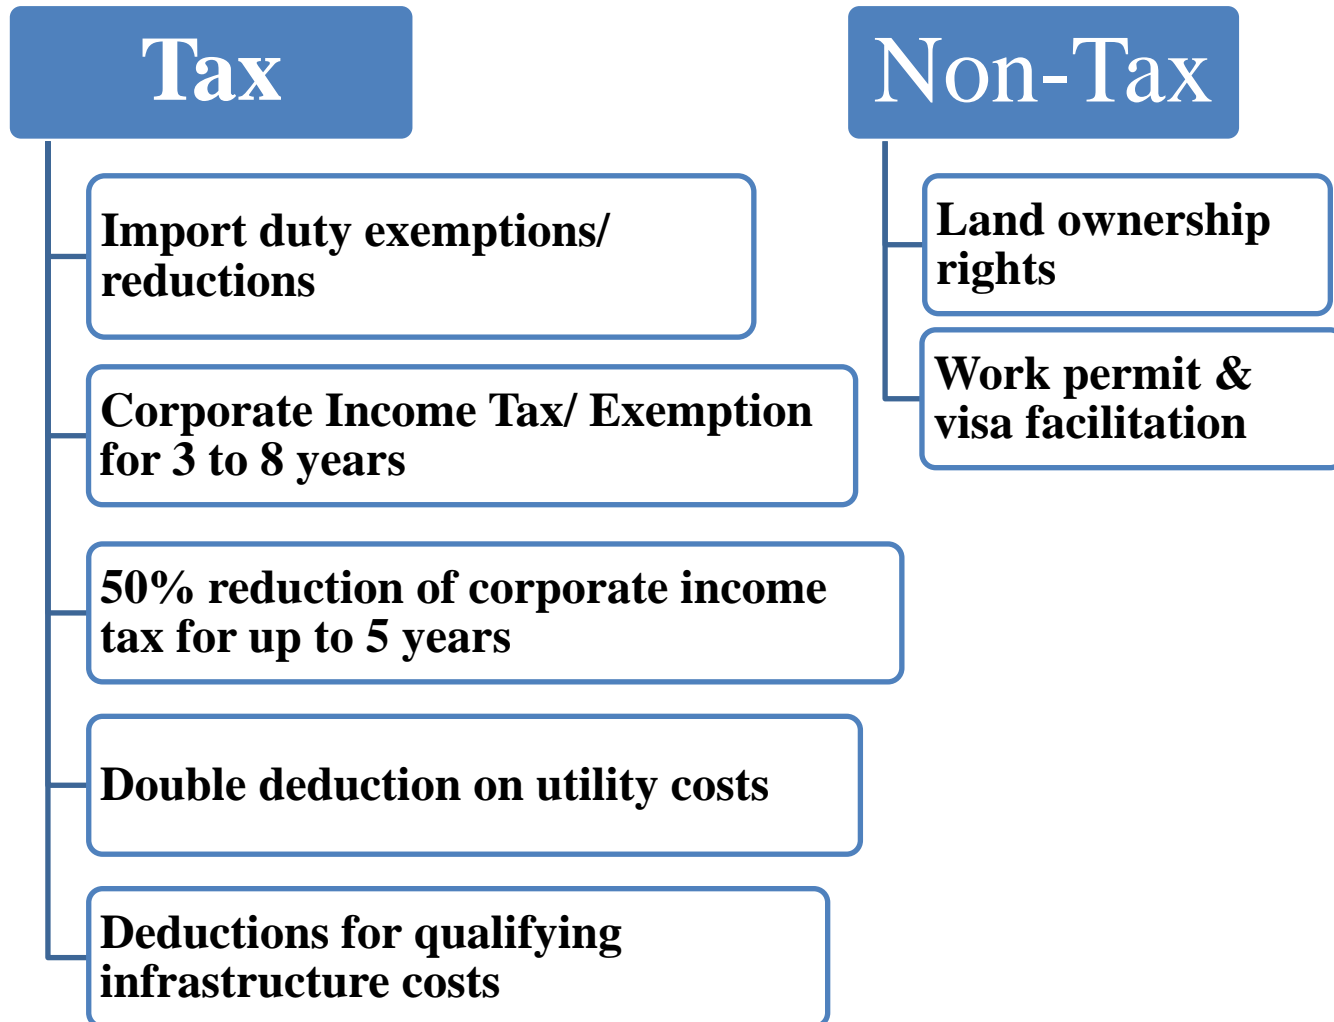 Tax
Import duty exemptions/
reductions
Corporate Income Tax/ Exemption
for 3 to 8 years
50% reduction of corporate income
tax for up to 5 years
Double deduction on utility costs
Deductions for qualifying
infrastructure costs
Non-Tax
Land ownership
rights
Work permit &
visa facilitation